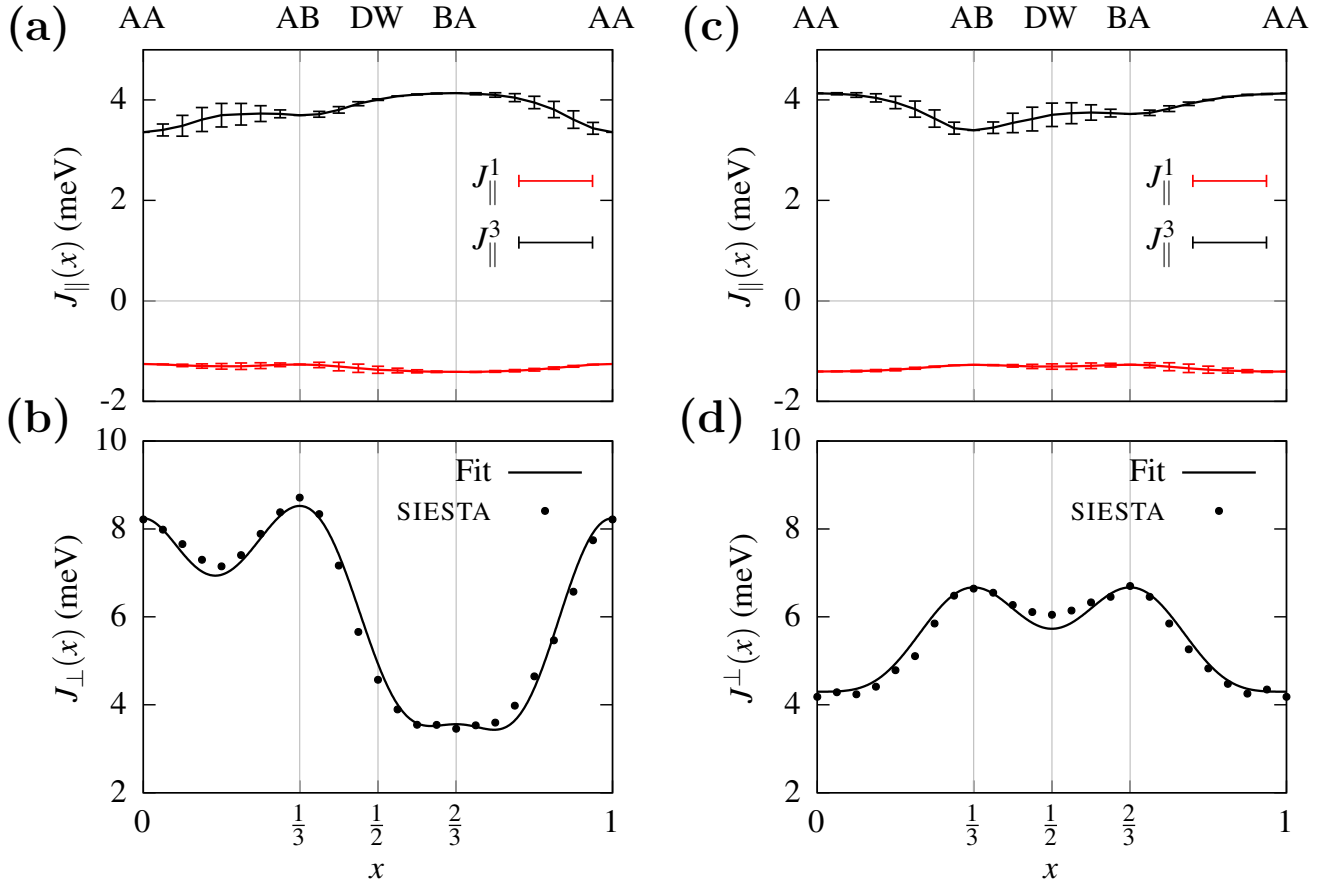 (a)
AA AB DW BA AA
4
2
0
-2
J∥(x) (meV)
J∥^1
J∥^3
(b)
10
8
6
4
2
J⊥(x) (meV)
Fit
SIESTA
0 1/3 1/2 2/3 1
x
(c)
AA AB DW BA AA
4
2
0
-2
J∥(x) (meV)
J∥^1
J∥^3
(d)
10
8
6
4
2
J^⊥(x) (meV)
Fit
SIESTA
0 1/3 1/2 2/3 1
x